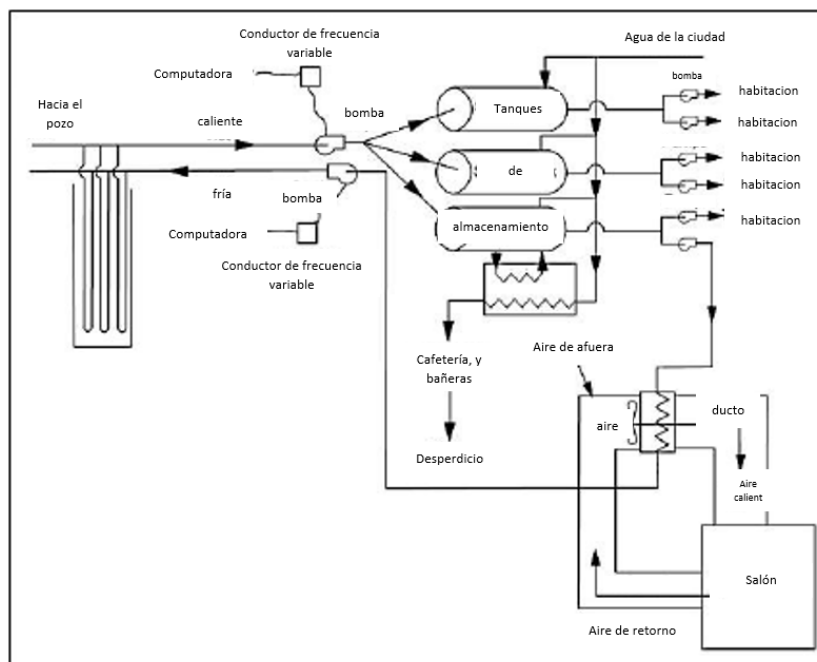 Conductor de frecuencia
variable
Agua de la ciudad
Computadora
bomba
habitacion
Hacia el
pozo
caliente
bomba
Tanques
habitacion
habitacion
de
habitacion
fría
bomba
almacenamiento
habitacion
Computadora
Conductor de frecuencia
variable
Cafetería, y
bañeras
Aire de afuera
aire
ducto
Desperdicio
Aire
calient
Salón
Aire de retorno